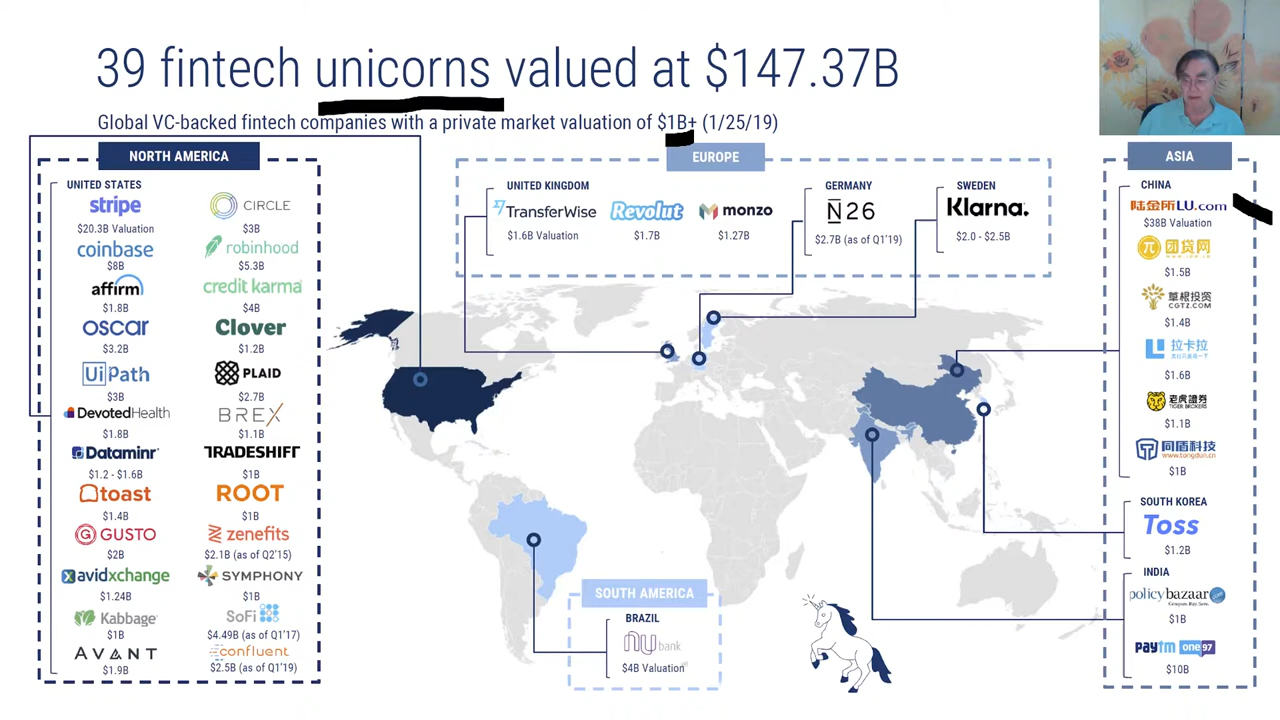 39 fintech unicorns valued at $147.37B
Global VC-backed fintech companies with a private market valuation of $1B+ (1/25/19)
NORTH AMERICA
UNITED STATES
stripe
$20.3B Valuation
CIRCLE
$3B
coinbase
$8B
robinhood
$5.3B
affirm
$1.8B
credit karma
$4B
oscar
$3.2B
Clover
$1.2B
UiPath
$3B
PLAID
$2.7B
DevotedHealth
$1.8B
BREX
$1.1B
Dataminr
$1.2 - $1.6B
TRADESHIFT
$1B
toast
$1.4B
ROOT
$1B
GUSTO
$2B
zenefits
$2.1B (as of Q2'15)
avidxchange
$1.24B
SYMPHONY
$1B
Kabbage
$1B
SoFi
$4.49B (as of Q1'17)
AVANT
$1.9B
confluent
$2.5B (as of Q1'19)
EUROPE
UNITED KINGDOM
TransferWise
$1.6B Valuation
Revolut
$1.7B
monzo
$1.27B
GERMANY
N26
$2.7B (as of Q1'19)
SWEDEN
Klarna.
$2.0 - $2.5B
SOUTH AMERICA
BRAZIL
nu bank
$4B Valuation
ASIA
CHINA
陆金所LU.com
$38B Valuation
团贷网
$1.5B
草根投资
CGTZ.COM
$1.4B
拉卡拉
$1.6B
老虎證券
TIGER BROKERS
$1.1B
同盾科技
www.tongdun.cn
$1B
SOUTH KOREA
Toss
$1.2B
INDIA
policybazaar
$1B
paytm one97
$10B